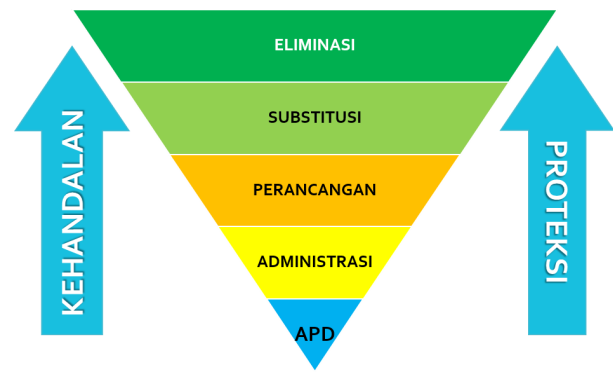 ELIMINASI
SUBSTITUSI
PERANCANGAN
ADMINISTRASI
APD
KEHANDALAN
PROTEKSI